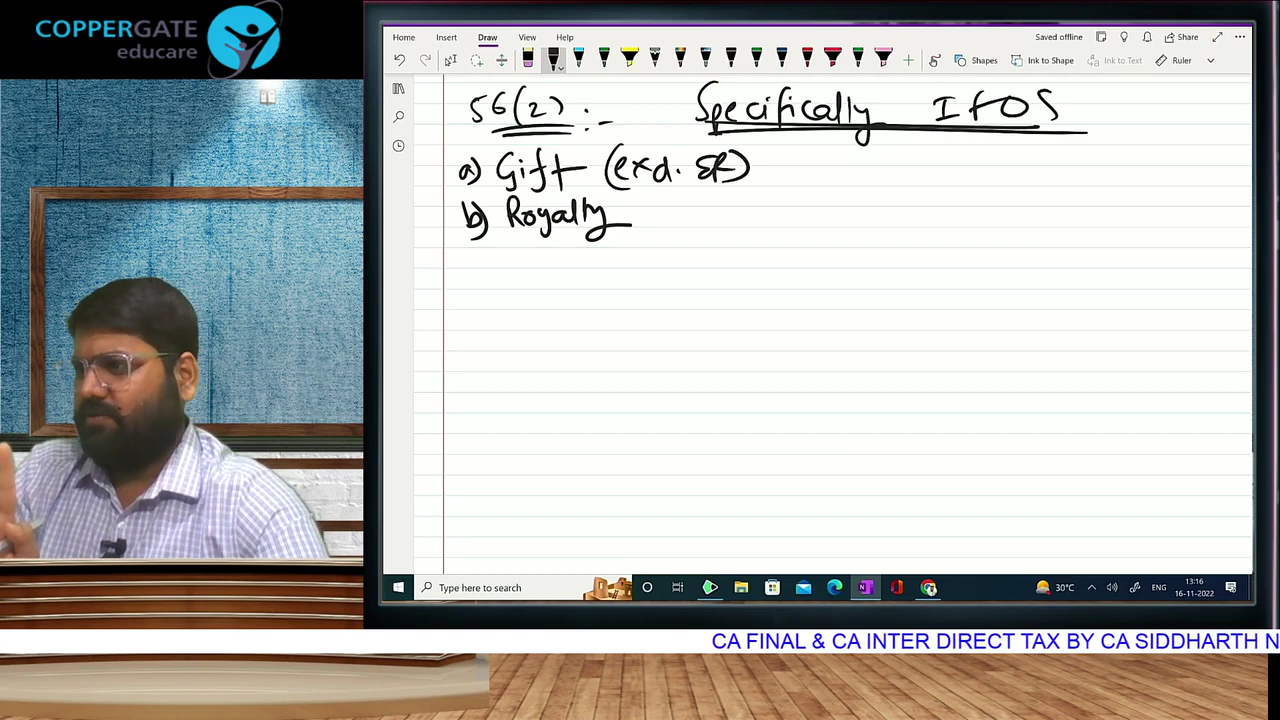 COPPERGATE
educare
Home Insert Draw View Help
Saved offline
Share
Shapes Ink to Shape Ink to Text Ruler
56(2) :- Specifically IFOS
a) Gift (exd. SR)
b) Royalty
Type here to search
30°C ENG 13:16
16-11-2022
CA FINAL & CA INTER DIRECT TAX BY CA SIDDHARTH N